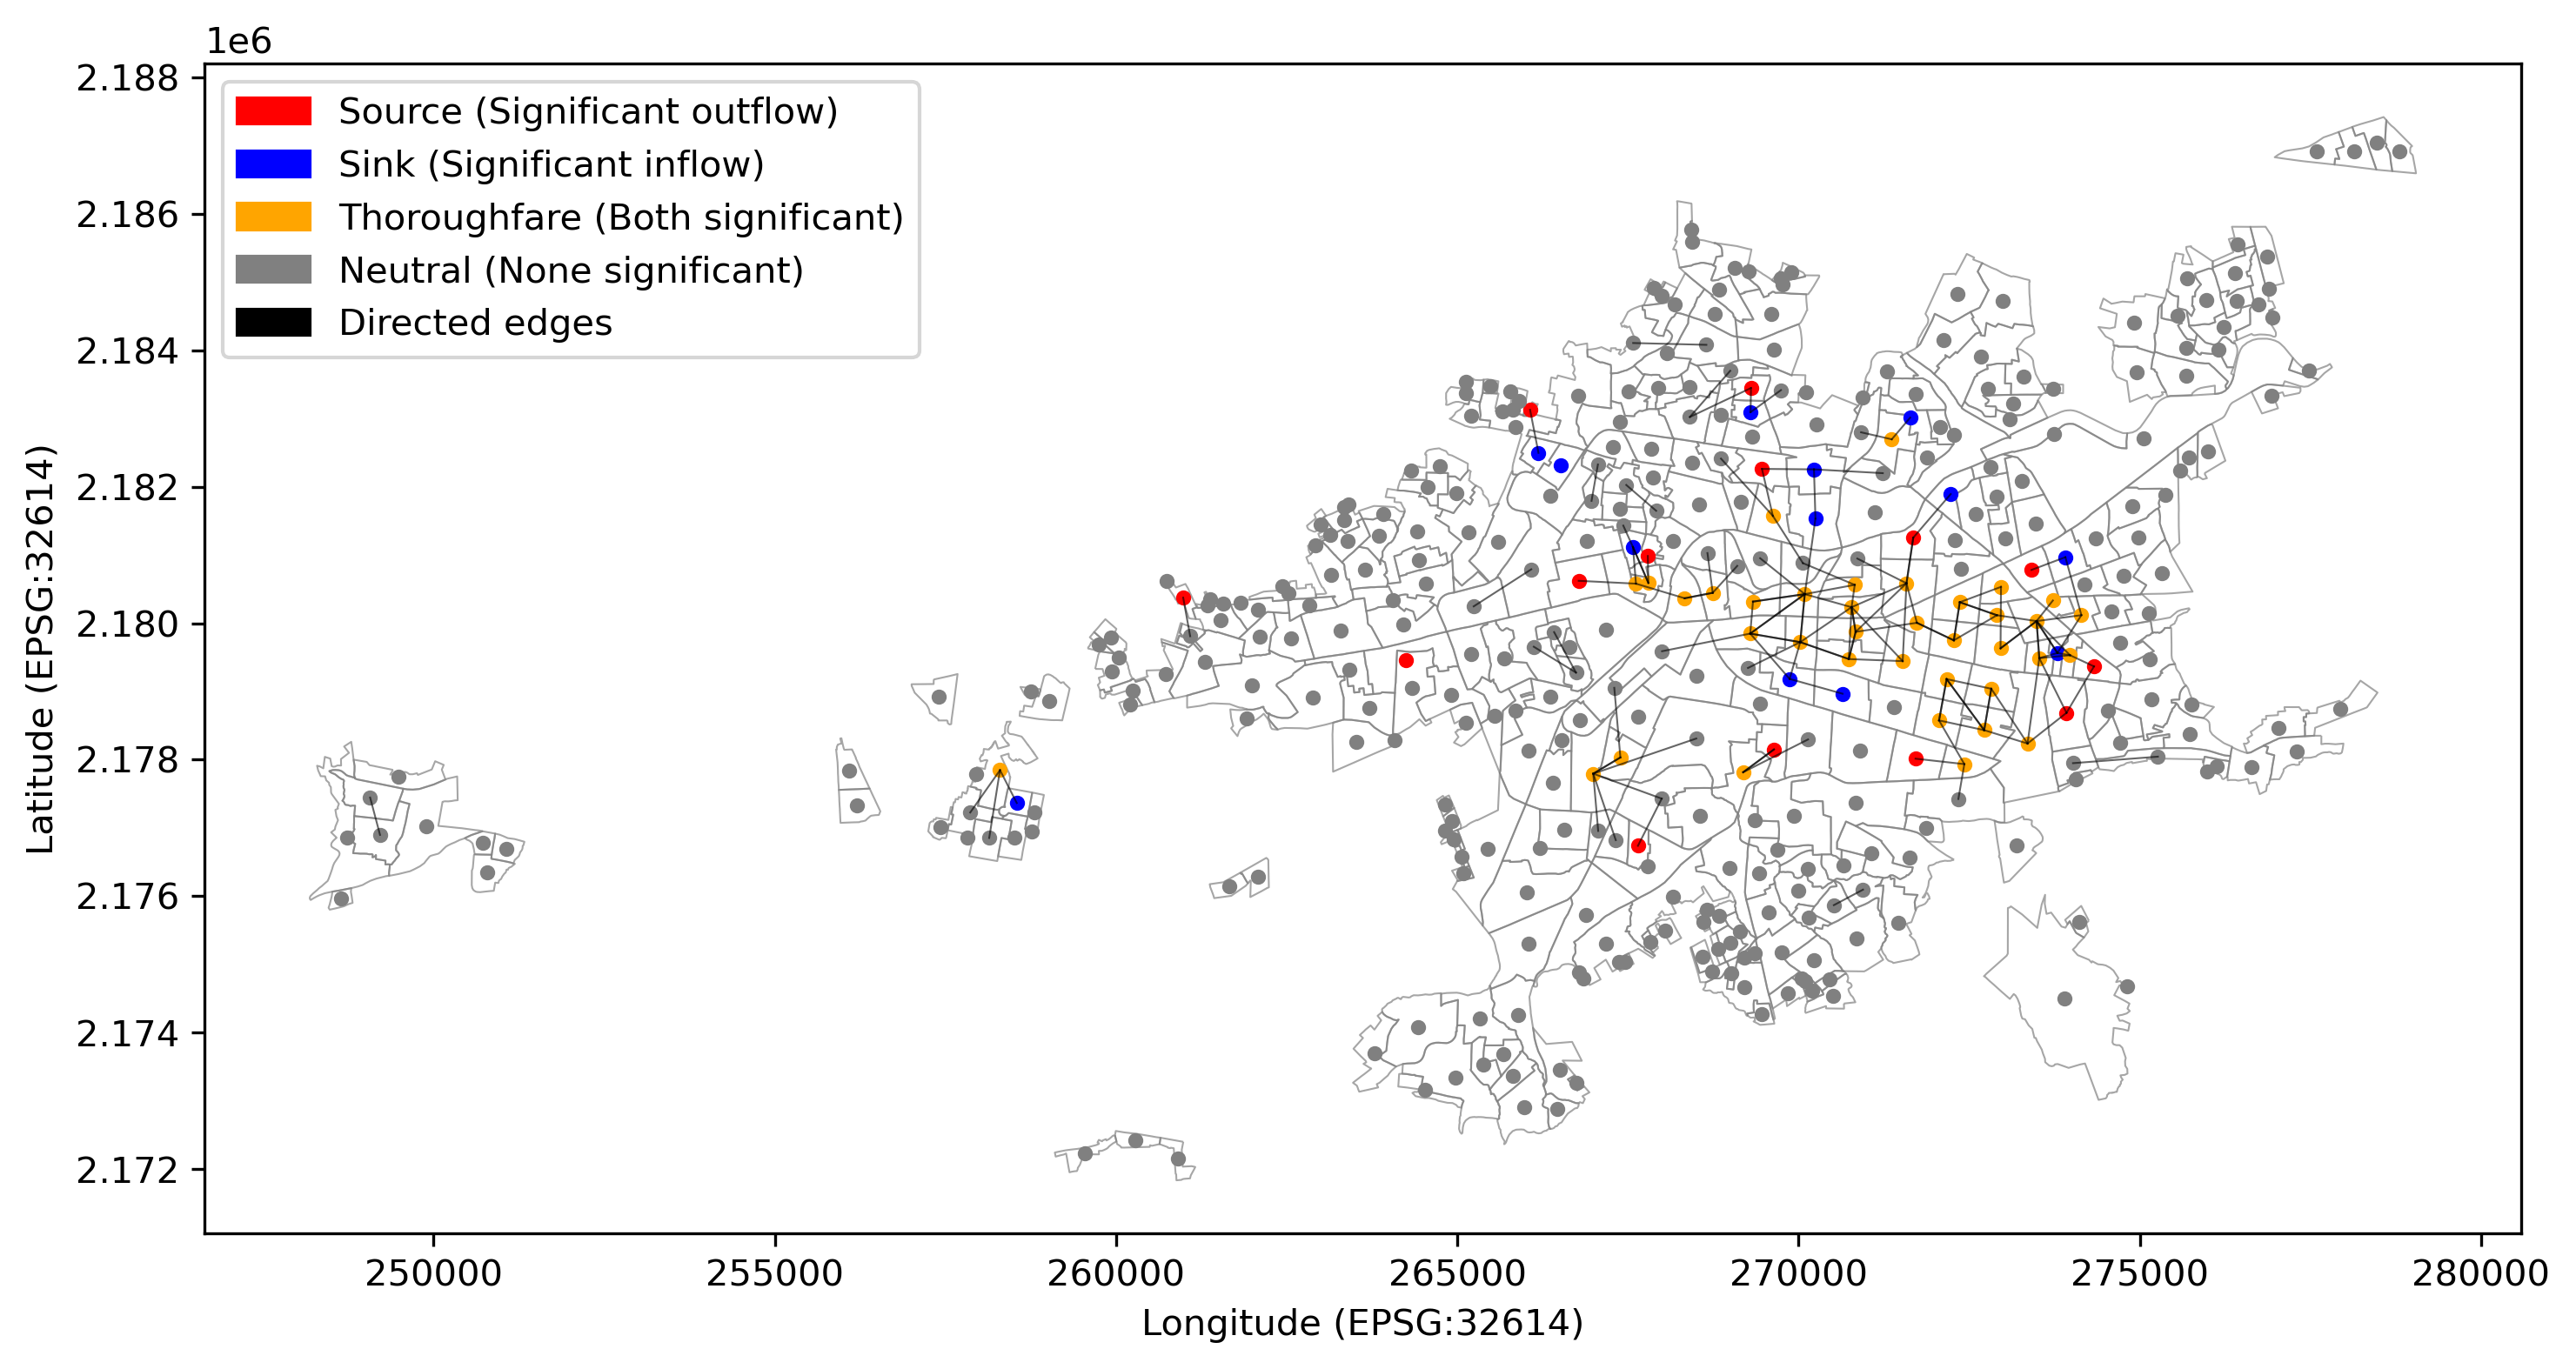 1e6
2.188
2.186
2.184
2.182
2.180
2.178
2.176
2.174
2.172
Latitude (EPSG:32614)
Source (Significant outflow)
Sink (Significant inflow)
Thoroughfare (Both significant)
Neutral (None significant)
Directed edges
250000 255000 260000 265000 270000 275000 280000
Longitude (EPSG:32614)